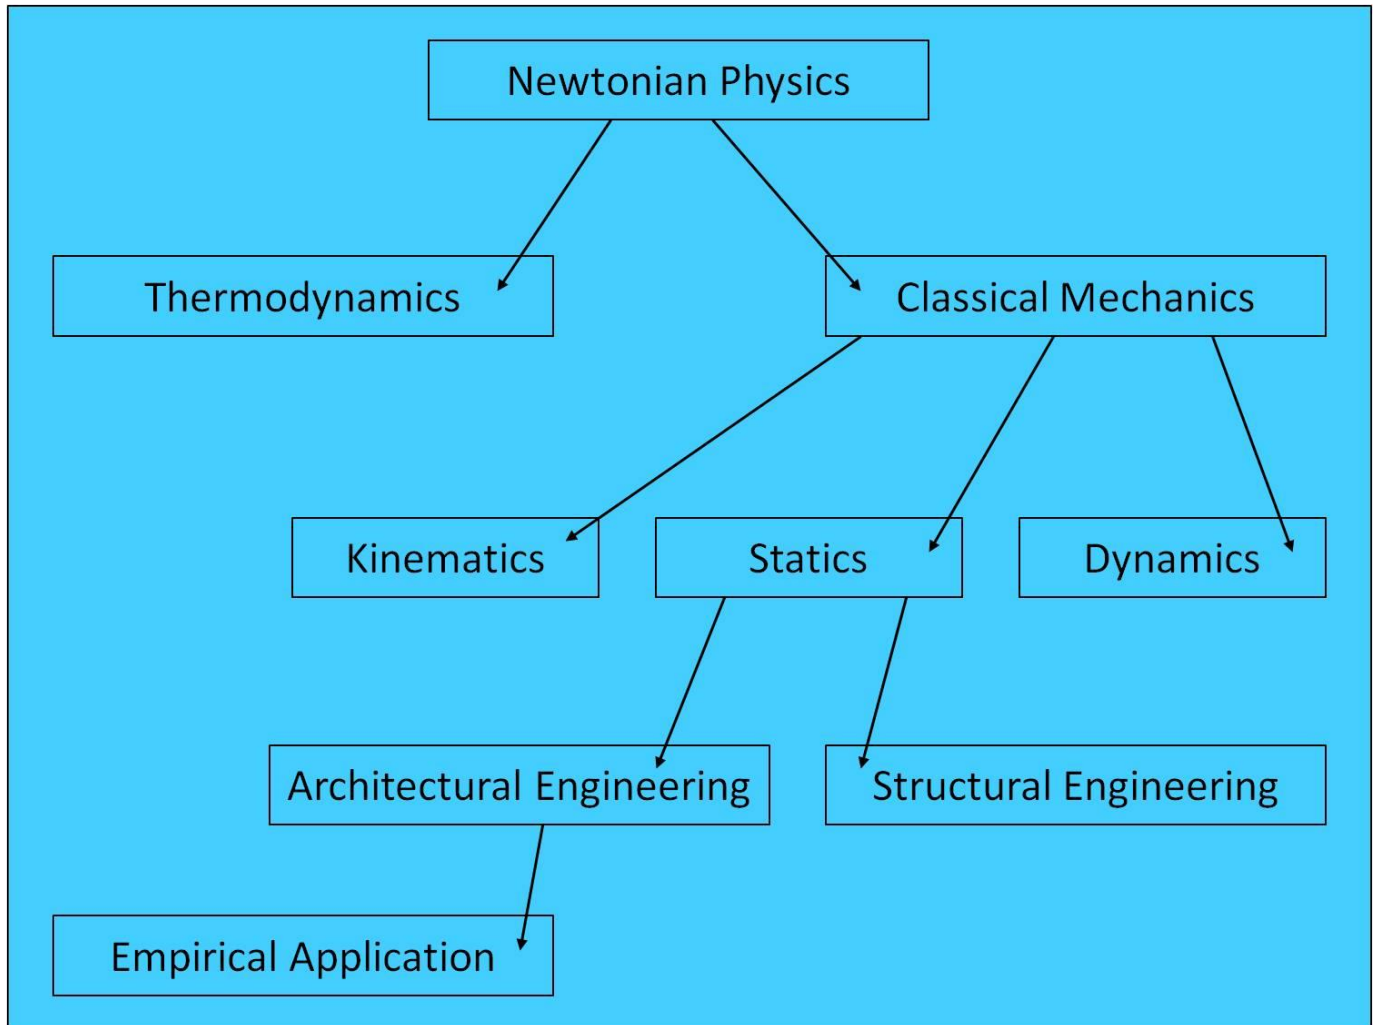 Newtonian Physics
Thermodynamics
Classical Mechanics
Kinematics
Statics
Dynamics
Architectural Engineering
Structural Engineering
Empirical Application